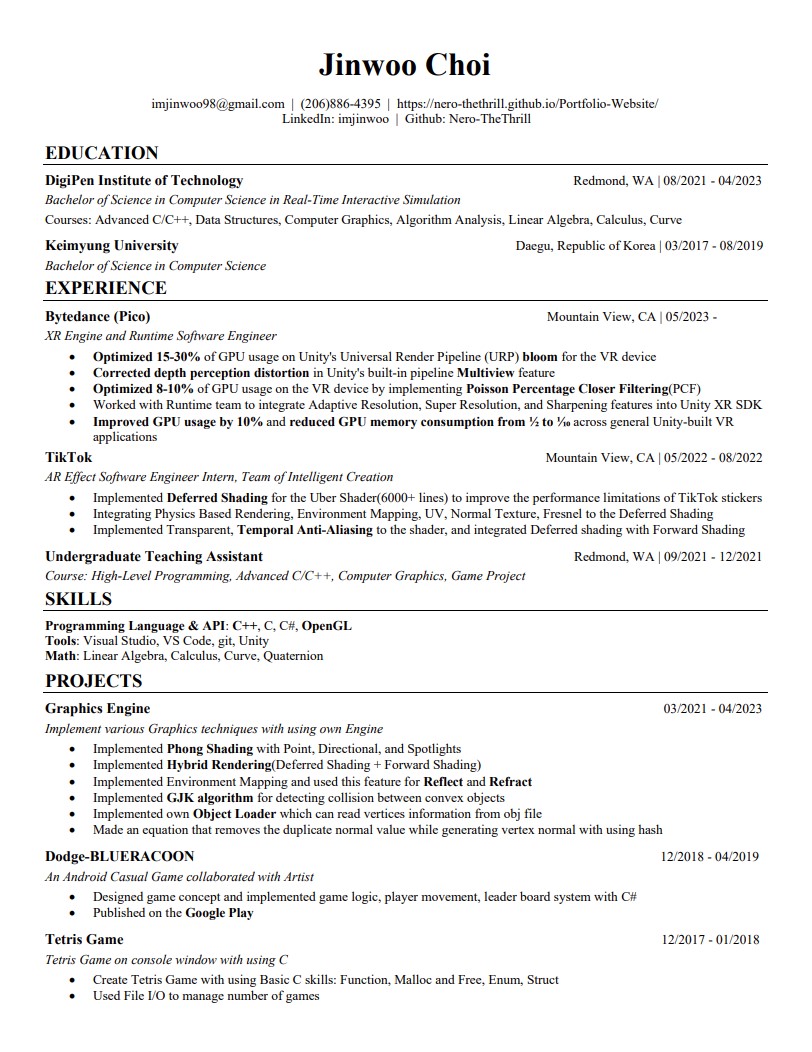 Jinwoo Choi
imjinwoo98@gmail.com | (206)886-4395 | https://nero-thethrill.github.io/Portfolio-Website/
LinkedIn: imjinwoo | Github: Nero-TheThrill
EDUCATION
DigiPen Institute of Technology Redmond, WA | 08/2021 - 04/2023
Bachelor of Science in Computer Science in Real-Time Interactive Simulation
Courses: Advanced C/C++, Data Structures, Computer Graphics, Algorithm Analysis, Linear Algebra, Calculus, Curve
Keimyung University Daegu, Republic of Korea | 03/2017 - 08/2019
Bachelor of Science in Computer Science
EXPERIENCE
Bytedance (Pico) Mountain View, CA | 05/2023 -
XR Engine and Runtime Software Engineer
• Optimized 15-30% of GPU usage on Unity's Universal Render Pipeline (URP) bloom for the VR device
• Corrected depth perception distortion in Unity's built-in pipeline Multiview feature
• Optimized 8-10% of GPU usage on the VR device by implementing Poisson Percentage Closer Filtering(PCF)
• Worked with Runtime team to integrate Adaptive Resolution, Super Resolution, and Sharpening features into Unity XR SDK
• Improved GPU usage by 10% and reduced GPU memory consumption from ½ to ⅒ across general Unity-built VR
applications
TikTok Mountain View, CA | 05/2022 - 08/2022
AR Effect Software Engineer Intern, Team of Intelligent Creation
• Implemented Deferred Shading for the Uber Shader(6000+ lines) to improve the performance limitations of TikTok stickers
• Integrating Physics Based Rendering, Environment Mapping, UV, Normal Texture, Fresnel to the Deferred Shading
• Implemented Transparent, Temporal Anti-Aliasing to the shader, and integrated Deferred shading with Forward Shading
Undergraduate Teaching Assistant Redmond, WA | 09/2021 - 12/2021
Course: High-Level Programming, Advanced C/C++, Computer Graphics, Game Project
SKILLS
Programming Language & API: C++, C, C#, OpenGL
Tools: Visual Studio, VS Code, git, Unity
Math: Linear Algebra, Calculus, Curve, Quaternion
PROJECTS
Graphics Engine 03/2021 - 04/2023
Implement various Graphics techniques with using own Engine
• Implemented Phong Shading with Point, Directional, and Spotlights
• Implemented Hybrid Rendering(Deferred Shading + Forward Shading)
• Implemented Environment Mapping and used this feature for Reflect and Refract
• Implemented GJK algorithm for detecting collision between convex objects
• Implemented own Object Loader which can read vertices information from obj file
• Made an equation that removes the duplicate normal value while generating vertex normal with using hash
Dodge-BLUERACOON 12/2018 - 04/2019
An Android Casual Game collaborated with Artist
• Designed game concept and implemented game logic, player movement, leader board system with C#
• Published on the Google Play
Tetris Game 12/2017 - 01/2018
Tetris Game on console window with using C
• Create Tetris Game with using Basic C skills: Function, Malloc and Free, Enum, Struct
• Used File I/O to manage number of games